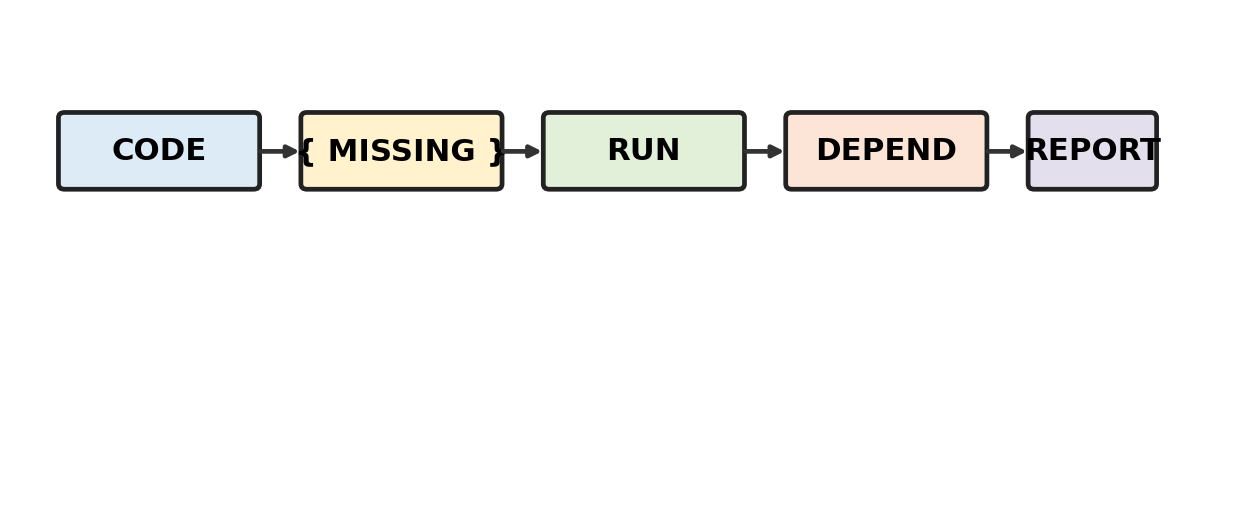 CODE { MISSING } RUN DEPEND REPORT